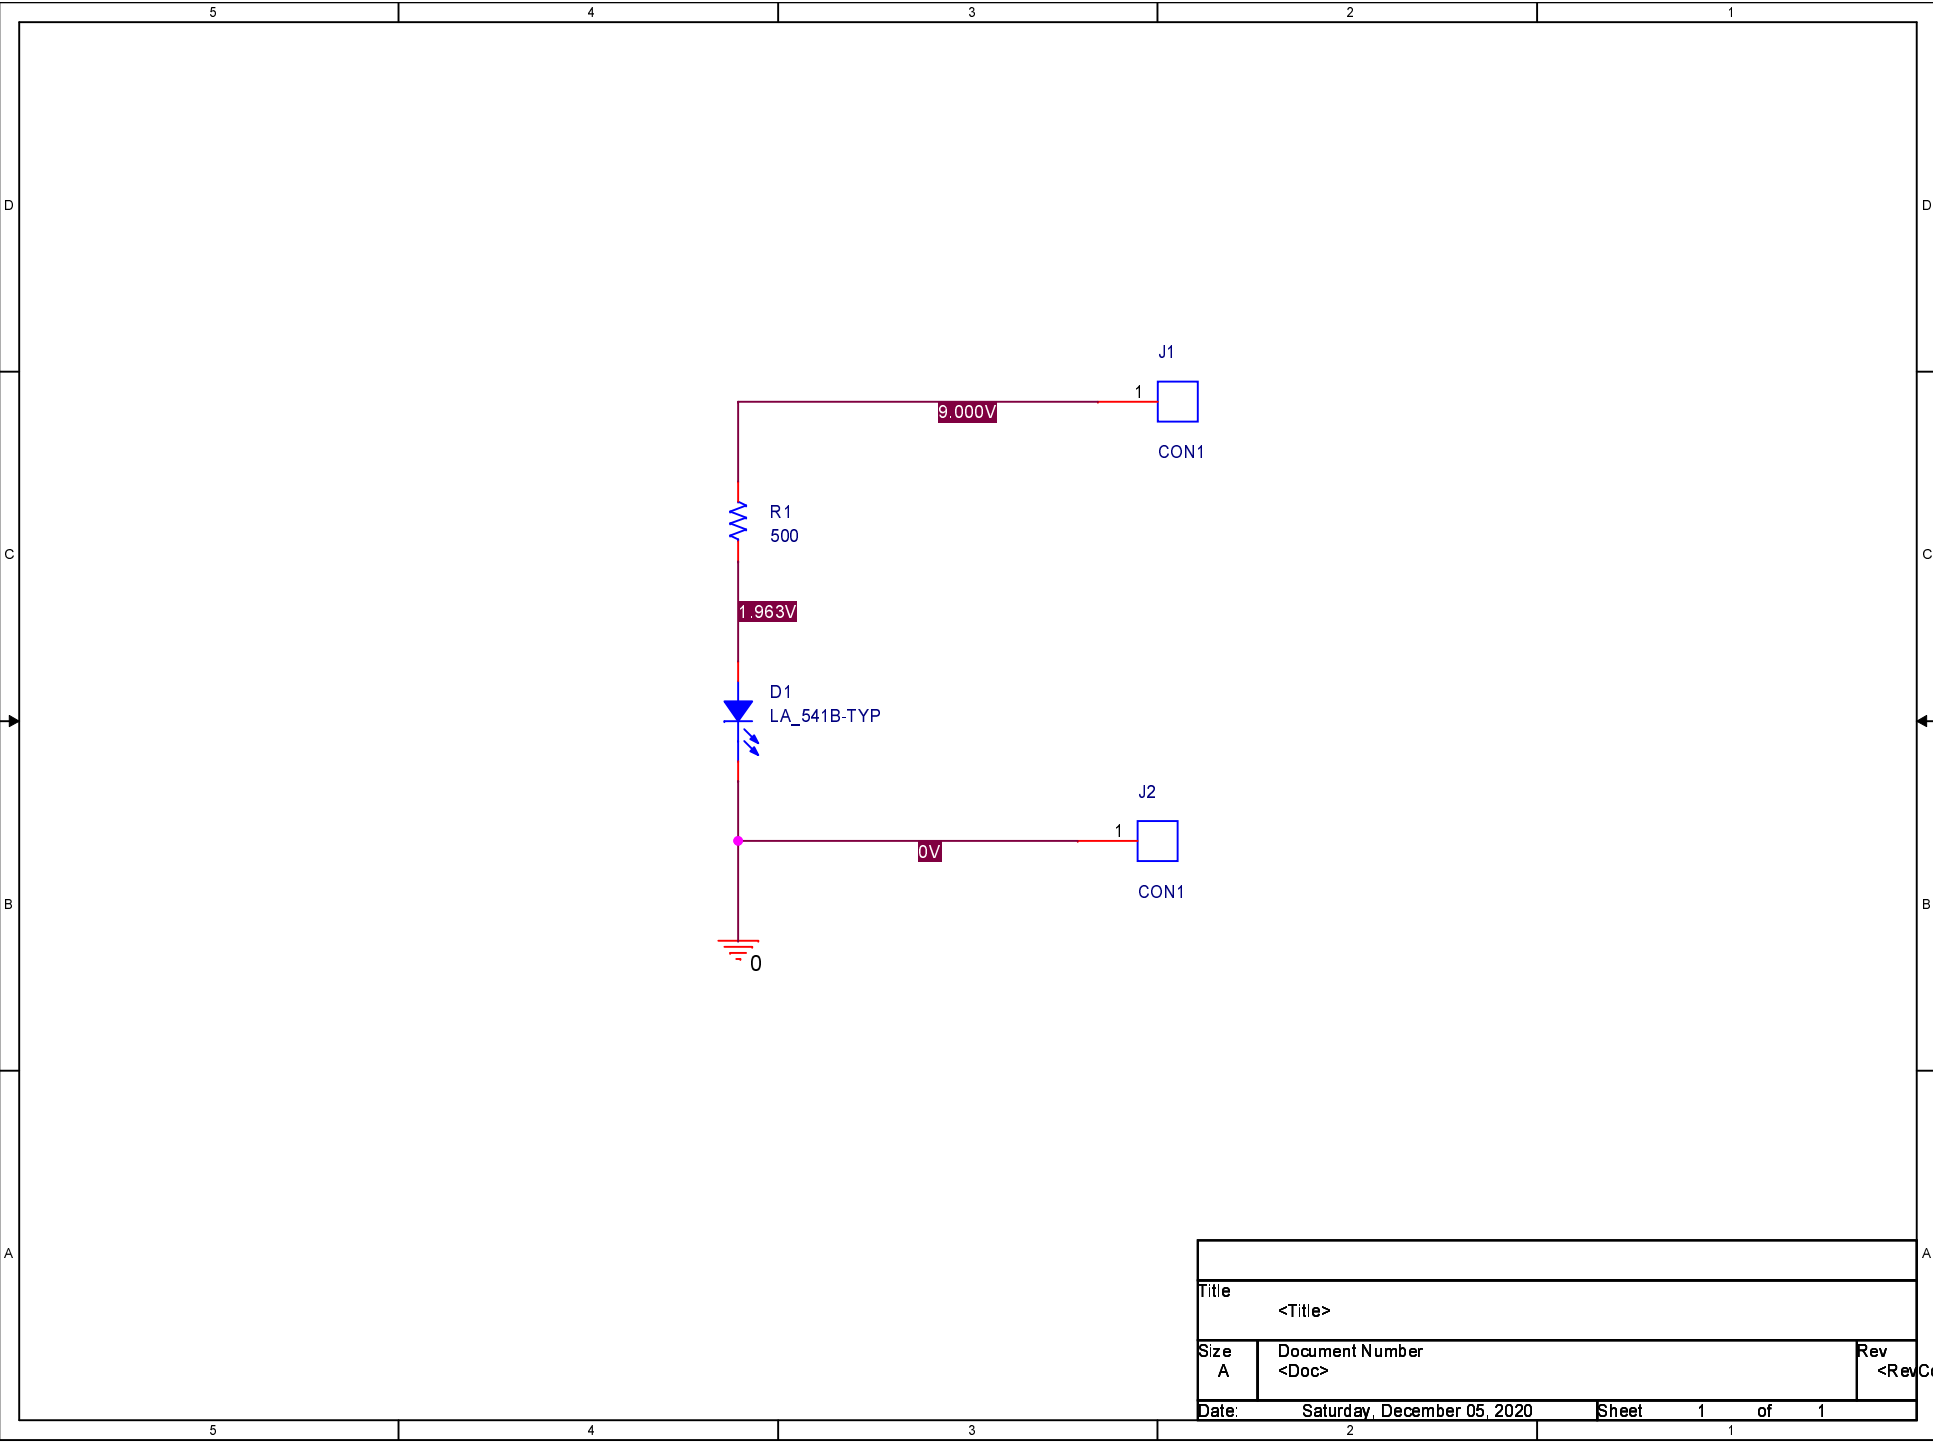 5 4 3 2 1
D D
J1
1
9.000V
CON1
R1
500
C C
1.963V
D1
LA_541B-TYP
J2
1
0V
CON1
B B
0
A A
Title
<Title>
Size Document Number Rev
A <Doc>
Date: Saturday, December 05, 2020 Sheet 1 of 1
5 4 3 2 1